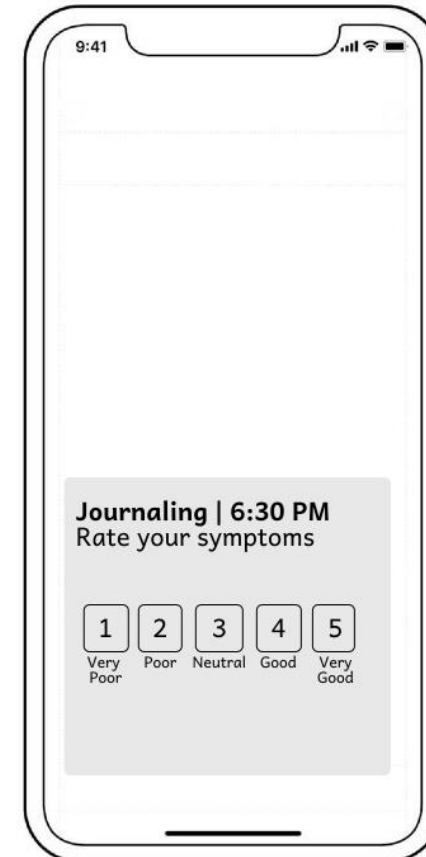 9:41
Journaling | 6:30 PM
Rate your symptoms
1 2 3 4 5
Very Poor Poor Neutral Good Very Good